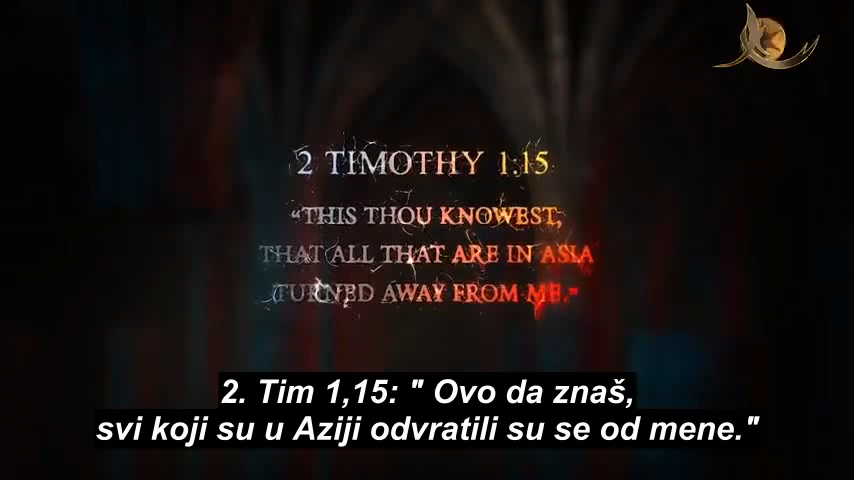 2 TIMOTHY 1:15
"THIS THOU KNOWEST,
THAT ALL THAT ARE IN ASIA
TURNED AWAY FROM ME."
2. Tim 1,15: " Ovo da znaš,
svi koji su u Aziji odvratili su se od mene."